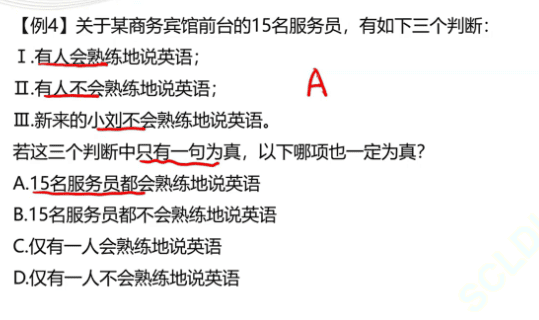 【例4】关于某商务宾馆前台的15名服务员，有如下三个判断：
Ⅰ.有人会熟练地说英语；
Ⅱ.有人不会熟练地说英语；
A
Ⅲ.新来的小刘不会熟练地说英语。
若这三个判断中只有一句为真，以下哪项也一定为真？
A.15名服务员都会熟练地说英语
B.15名服务员都不会熟练地说英语
C.仅有一人会熟练地说英语
D.仅有一人不会熟练地说英语